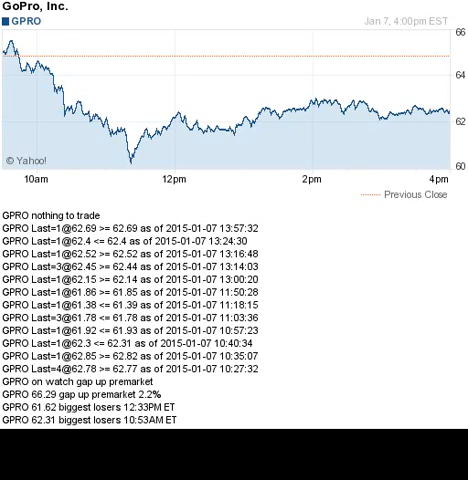 GoPro, Inc.
GPRO Jan 7, 4:00pm EST
66
64
62
60
© Yahoo!
10am 12pm 2pm 4pm
Previous Close
GPRO nothing to trade
GPRO Last=1@62.69 >= 62.69 as of 2015-01-07 13:57:32
GPRO Last=1@62.4 <= 62.4 as of 2015-01-07 13:24:30
GPRO Last=1@62.52 >= 62.52 as of 2015-01-07 13:16:48
GPRO Last=3@62.45 >= 62.44 as of 2015-01-07 13:14:03
GPRO Last=1@62.15 >= 62.14 as of 2015-01-07 13:00:20
GPRO Last=1@61.86 >= 61.85 as of 2015-01-07 11:50:28
GPRO Last=1@61.38 <= 61.39 as of 2015-01-07 11:18:15
GPRO Last=3@61.78 <= 61.78 as of 2015-01-07 11:03:36
GPRO Last=1@61.92 <= 61.93 as of 2015-01-07 10:57:23
GPRO Last=1@62.3 <= 62.31 as of 2015-01-07 10:40:34
GPRO Last=1@62.85 >= 62.82 as of 2015-01-07 10:35:07
GPRO Last=4@62.78 >= 62.77 as of 2015-01-07 10:27:32
GPRO on watch gap up premarket
GPRO 66.29 gap up premarket 2.2%
GPRO 61.62 biggest losers 12:33PM ET
GPRO 62.31 biggest losers 10:53AM ET